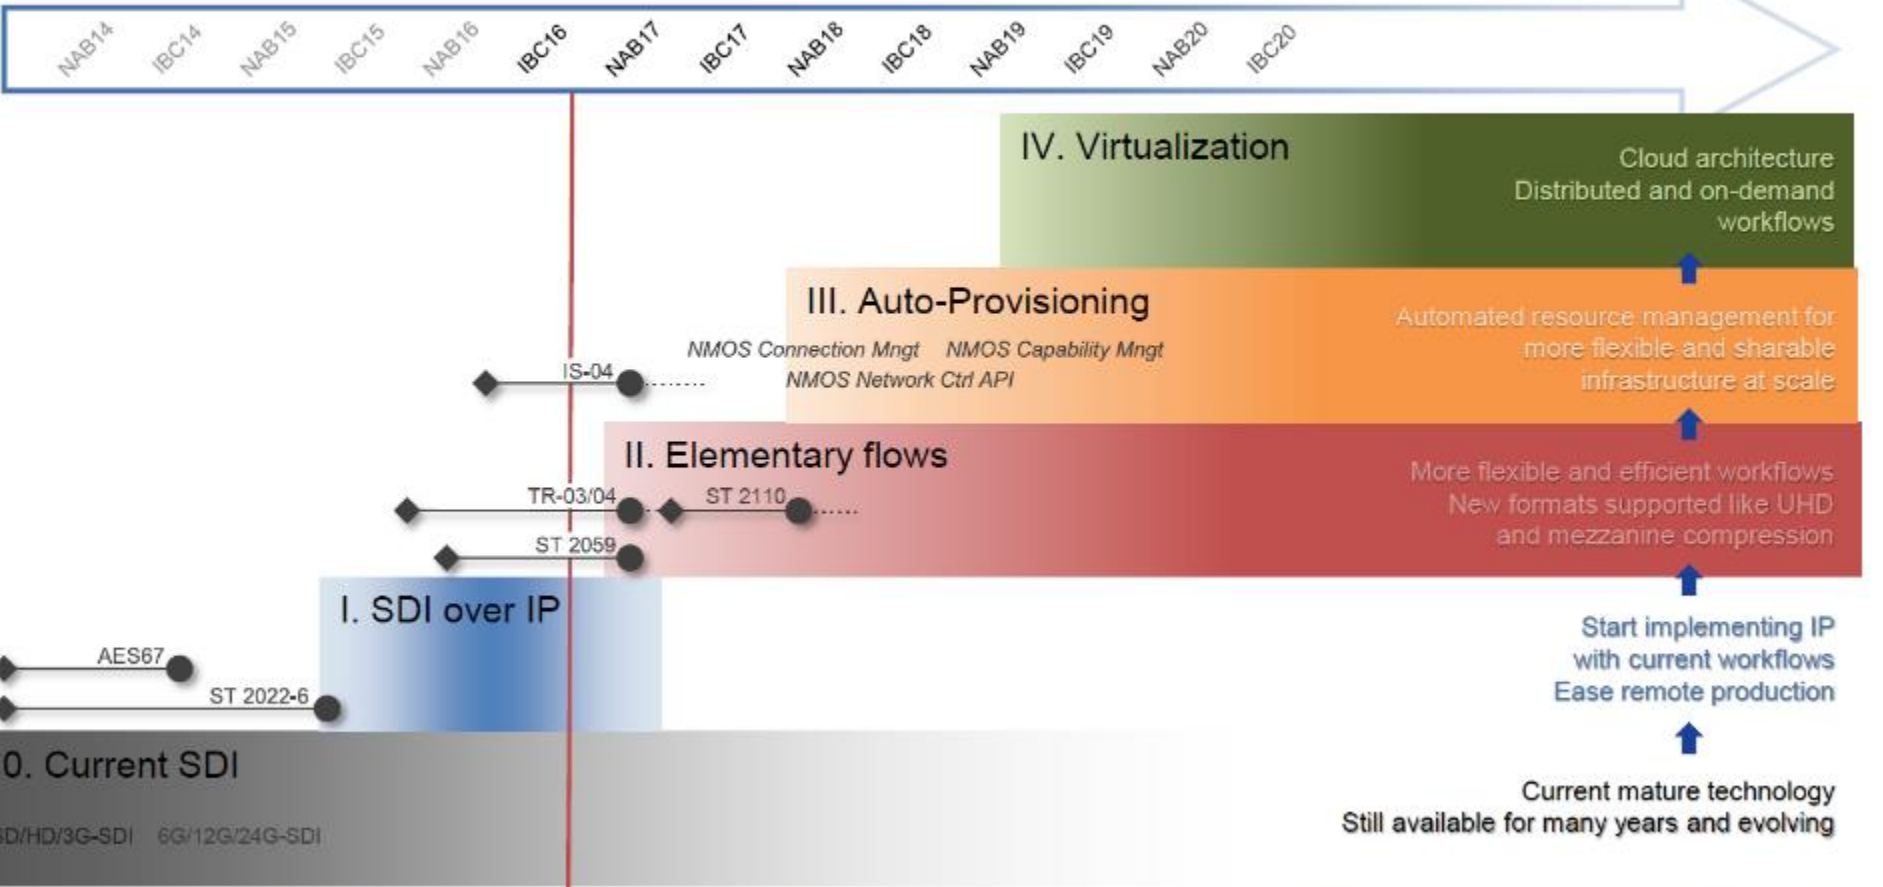 NAB14 IBC14 NAB15 IBC15 NAB16 IBC16 NAB17 IBC17 NAB18 IBC18 NAB19 IBC19 NAB20 IBC20
IV. Virtualization
Cloud architecture
Distributed and on-demand
workflows
III. Auto-Provisioning
NMOS Connection Mngt NMOS Capability Mngt
NMOS Network Ctrl API
IS-04
Automated resource management for
more flexible and sharable
infrastructure at scale
II. Elementary flows
TR-03/04
ST 2110
ST 2059
More flexible and efficient workflows
New formats supported like UHD
and mezzanine compression
I. SDI over IP
AES67
ST 2022-6
Start implementing IP
with current workflows
Ease remote production
0. Current SDI
SD/HD/3G-SDI 6G/12G/24G-SDI
Current mature technology
Still available for many years and evolving